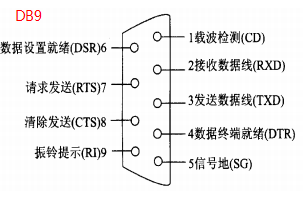 DB9
1载波检测(CD)
数据设置就绪(DSR)6
2接收数据线(RXD)
请求发送(RTS)7
3发送数据线(TXD)
清除发送(CTS)8
4数据终端就绪(DTR)
振铃提示(RI)9
5信号地(SG)